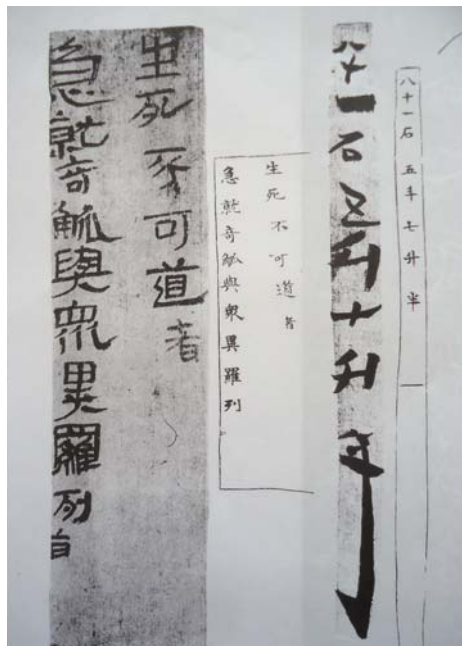 八十一石 五斗七升半
八十一石五斗七升半
生死不可道者
急就奇觚與衆異羅列
生死不可道者
急就奇觚與衆異羅列